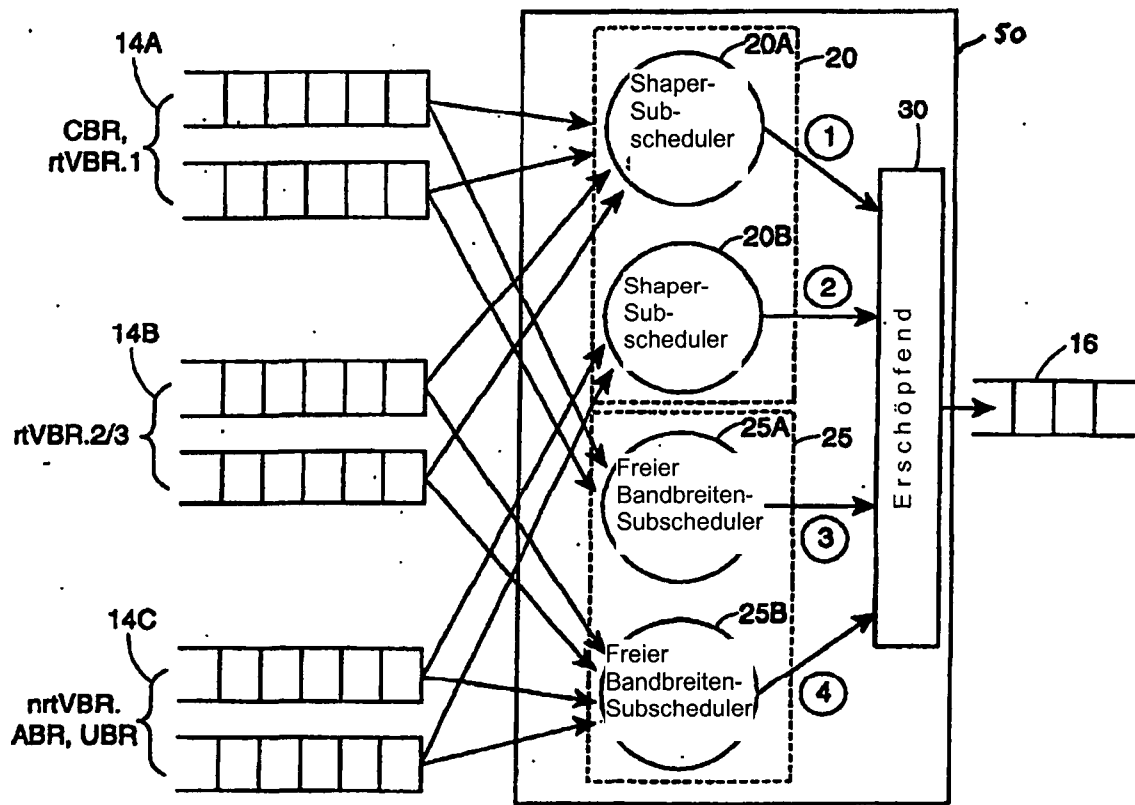 14A
CBR,
rtVBR.1
14B
rtVBR.2/3
14C
nrtVBR.
ABR, UBR
50
20A
20
Shaper-
Sub-
scheduler
1
20B
Shaper-
Sub-
scheduler
2
25A
25
Freier
Bandbreiten-
Subscheduler
3
25B
Freier
Bandbreiten-
Subscheduler
4
30
Erschöpfend
16